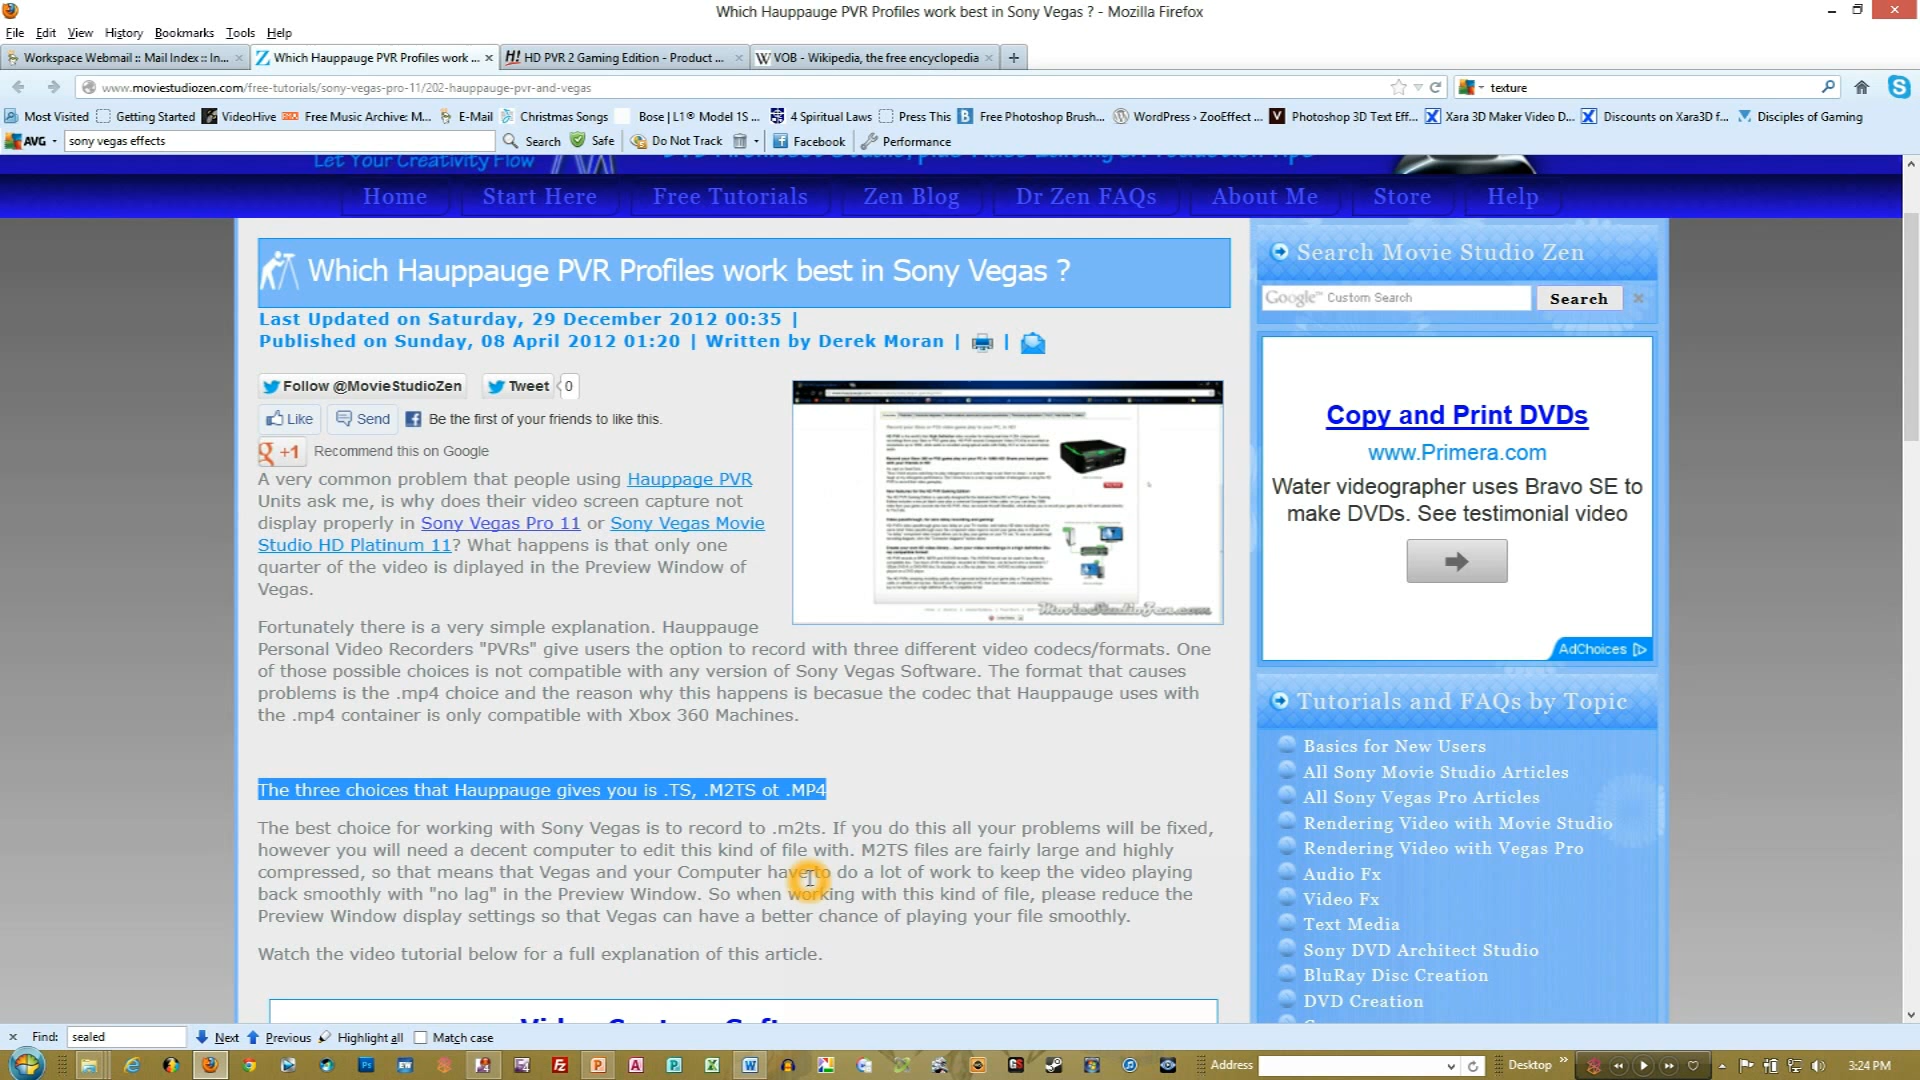 Which Hauppauge PVR Profiles work best in Sony Vegas ? - Mozilla Firefox
File Edit View History Bookmarks Tools Help
Workspace Webmail :: Mail Index :: In...
Which Hauppauge PVR Profiles work ...
HD PVR 2 Gaming Edition - Product ...
VOB - Wikipedia, the free encyclopedia
www.moviestudiozen.com/free-tutorials/sony-vegas-pro-11/202-hauppauge-pvr-and-vegas
texture
Most Visited Getting Started VideoHive Free Music Archive: M... E-Mail Christmas Songs Bose | L1® Model 1S ... 4 Spiritual Laws Press This Free Photoshop Brush... WordPress › ZooEffect ... Photoshop 3D Text Eff... Xara 3D Maker Video D... Discounts on Xara3D f... Disciples of Gaming
AVG sony vegas effects Search Safe Do Not Track Facebook Performance
Let Your Creativity Flow
Home Start Here Free Tutorials Zen Blog Dr Zen FAQs About Me Store Help
Which Hauppauge PVR Profiles work best in Sony Vegas ?
Last Updated on Saturday, 29 December 2012 00:35 |
Published on Sunday, 08 April 2012 01:20 | Written by Derek Moran | |
Follow @MovieStudioZen Tweet 0
Like Send Be the first of your friends to like this.
+1 Recommend this on Google
A very common problem that people using Hauppage PVR
Units ask me, is why does their video screen capture not
display properly in Sony Vegas Pro 11 or Sony Vegas Movie
Studio HD Platinum 11? What happens is that only one
quarter of the video is diplayed in the Preview Window of
Vegas.
MovieStudioZen.com
Fortunately there is a very simple explanation. Hauppauge
Personal Video Recorders "PVRs" give users the option to record with three different video codecs/formats. One
of those possible choices is not compatible with any version of Sony Vegas Software. The format that causes
problems is the .mp4 choice and the reason why this happens is becasue the codec that Hauppauge uses with
the .mp4 container is only compatible with Xbox 360 Machines.
The three choices that Hauppauge gives you is .TS, .M2TS ot .MP4
The best choice for working with Sony Vegas is to record to .m2ts. If you do this all your problems will be fixed,
however you will need a decent computer to edit this kind of file with. M2TS files are fairly large and highly
compressed, so that means that Vegas and your Computer have to do a lot of work to keep the video playing
back smoothly with "no lag" in the Preview Window. So when working with this kind of file, please reduce the
Preview Window display settings so that Vegas can have a better chance of playing your file smoothly.
Watch the video tutorial below for a full explanation of this article.
Search Movie Studio Zen
Google™ Custom Search Search
Copy and Print DVDs
www.Primera.com
Water videographer uses Bravo SE to
make DVDs. See testimonial video
AdChoices
Tutorials and FAQs by Topic
Basics for New Users
All Sony Movie Studio Articles
All Sony Vegas Pro Articles
Rendering Video with Movie Studio
Rendering Video with Vegas Pro
Audio Fx
Video Fx
Text Media
Sony DVD Architect Studio
BluRay Disc Creation
DVD Creation
Find: sealed Next Previous Highlight all Match case
Address Desktop 3:24 PM